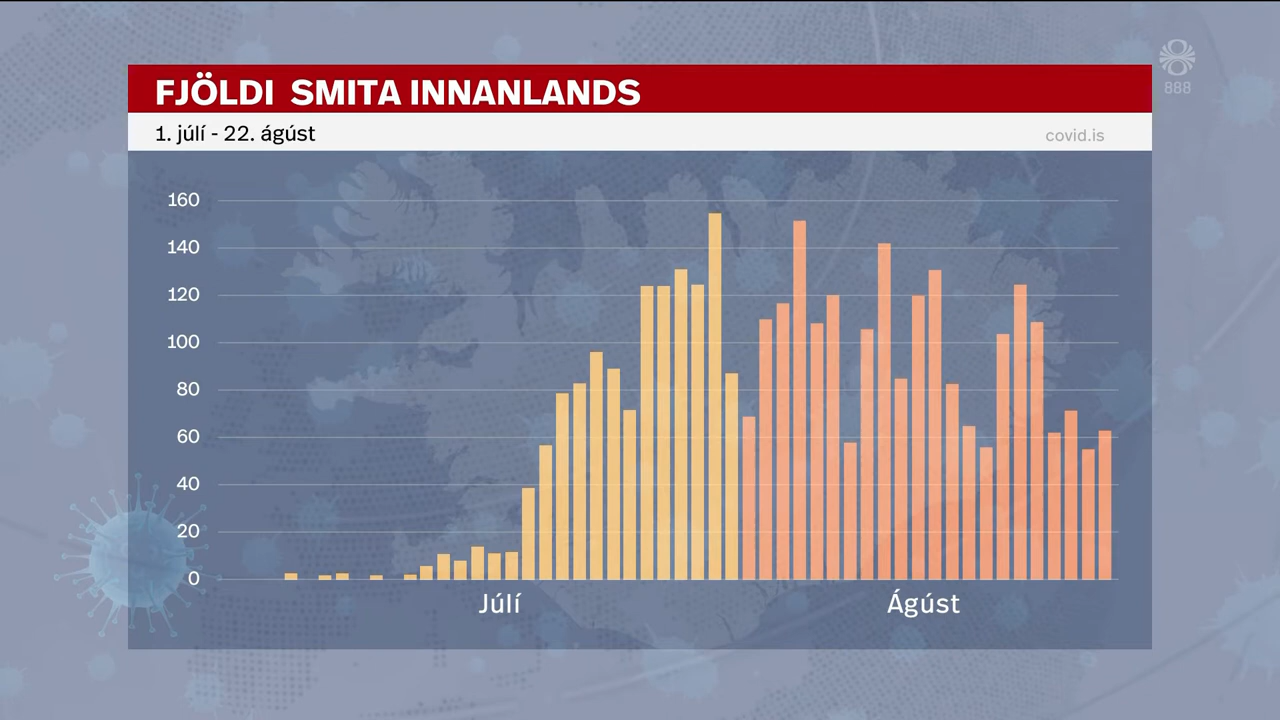 FJÖLDI SMITA INNANLANDS
888
1. júlí - 22. ágúst
covid.is
160
140
120
100
80
60
40
20
0
Júlí
Ágúst